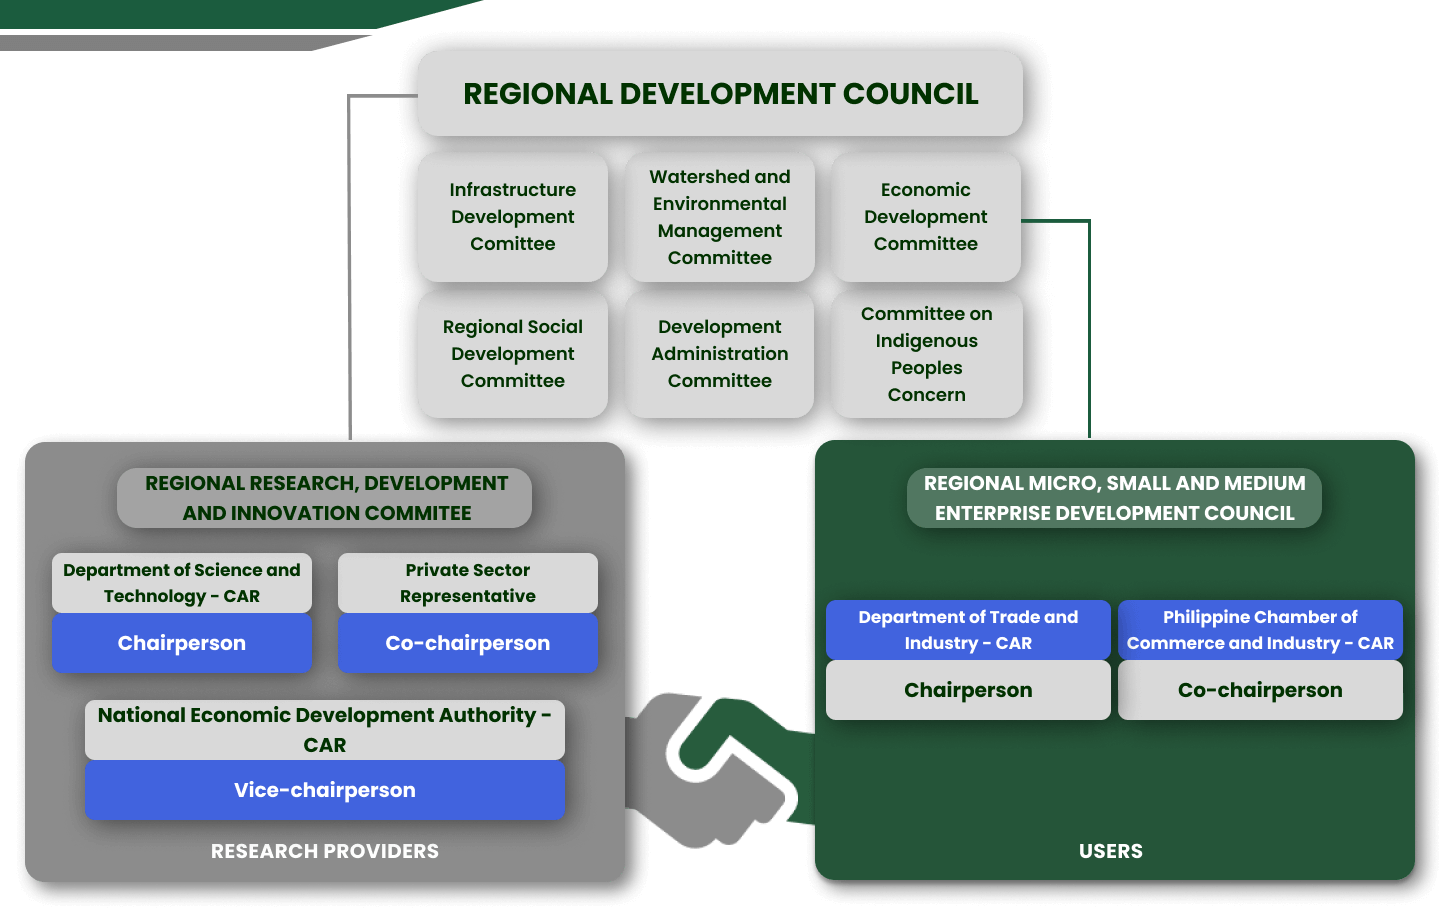 REGIONAL DEVELOPMENT COUNCIL
Infrastructure
Development
Comittee
Watershed and
Environmental
Management
Committee
Economic
Development
Committee
Regional Social
Development
Committee
Development
Administration
Committee
Committee on
Indigenous
Peoples
Concern
REGIONAL RESEARCH, DEVELOPMENT
AND INNOVATION COMMITEE
Department of Science and
Technology - CAR
Chairperson
Private Sector
Representative
Co-chairperson
National Economic Development Authority -
CAR
Vice-chairperson
RESEARCH PROVIDERS
REGIONAL MICRO, SMALL AND MEDIUM
ENTERPRISE DEVELOPMENT COUNCIL
Department of Trade and
Industry - CAR
Chairperson
Philippine Chamber of
Commerce and Industry - CAR
Co-chairperson
USERS